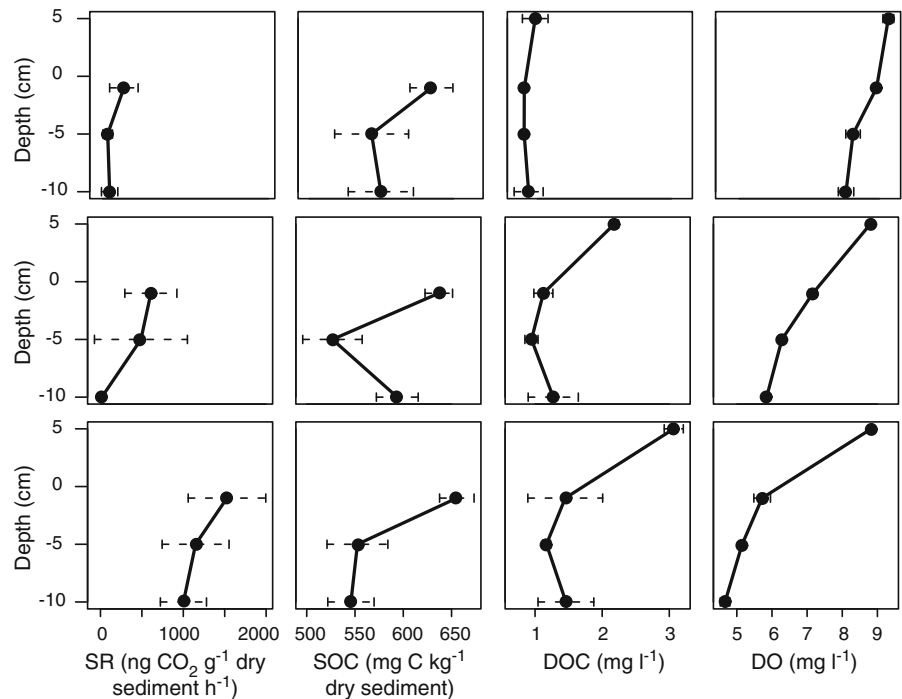 5
0
-5
-10
Depth (cm)
5
0
-5
-10
Depth (cm)
5
0
-5
-10
Depth (cm)
0 1000 2000
500 550 600 650
1 2 3
5 6 7 8 9
SR (ng CO₂ g⁻¹ dry
sediment h⁻¹)
SOC (mg C kg⁻¹
dry sediment)
DOC (mg l⁻¹)
DO (mg l⁻¹)